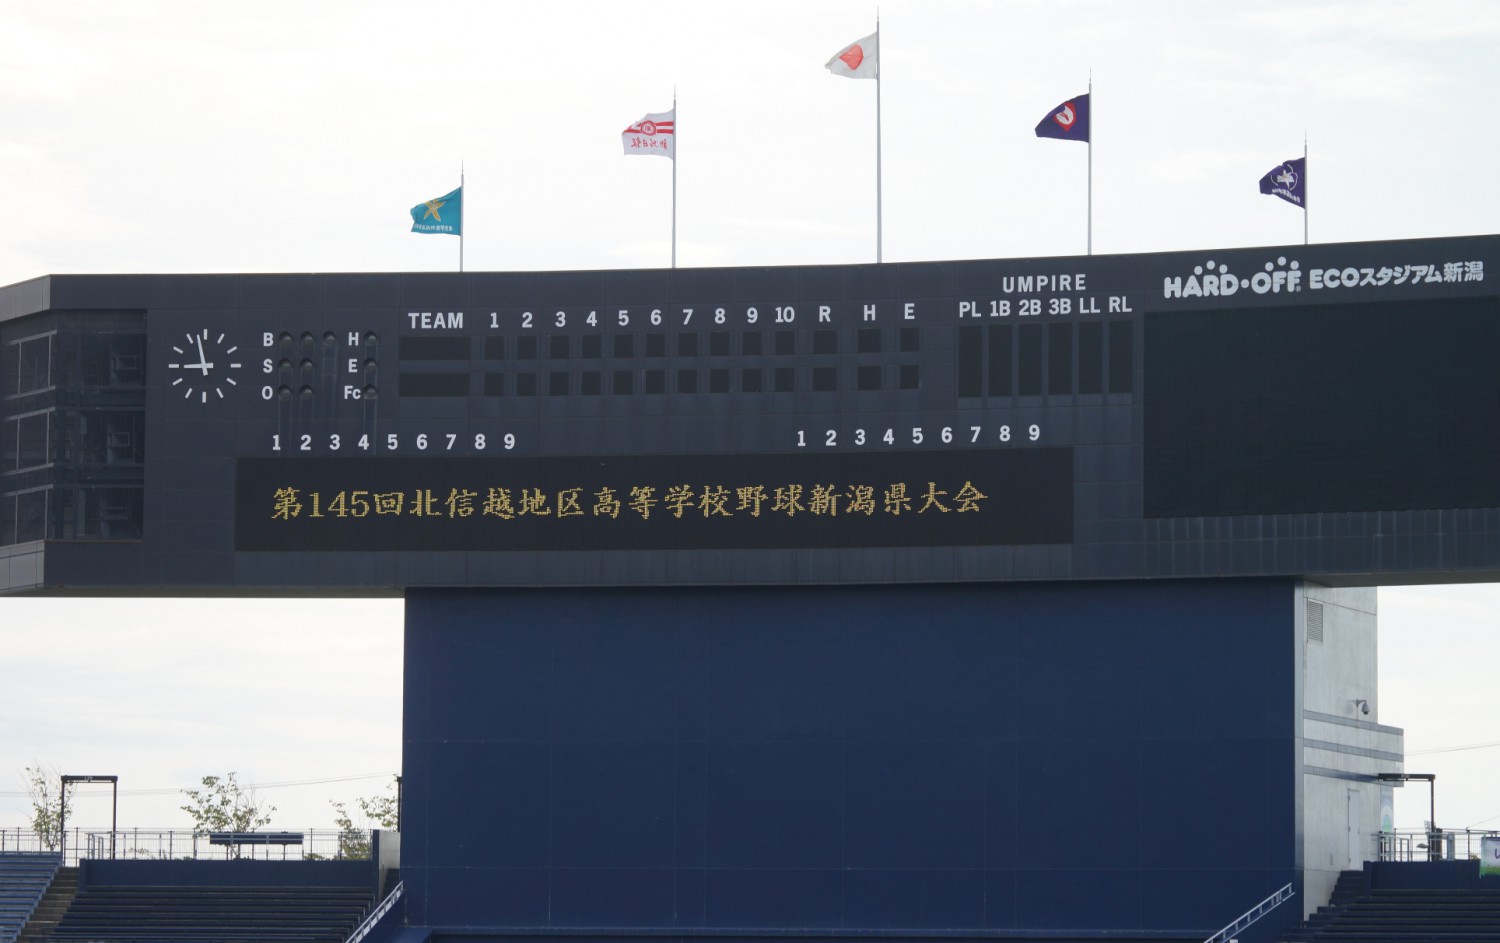 UMPIRE
HARD・OFF ECOスタジアム新潟
TEAM 1 2 3 4 5 6 7 8 9 10 R H E
PL 1B 2B 3B LL RL
B H
S E
O Fc
1 2 3 4 5 6 7 8 9
1 2 3 4 5 6 7 8 9
第145回北信越地区高等学校野球新潟県大会